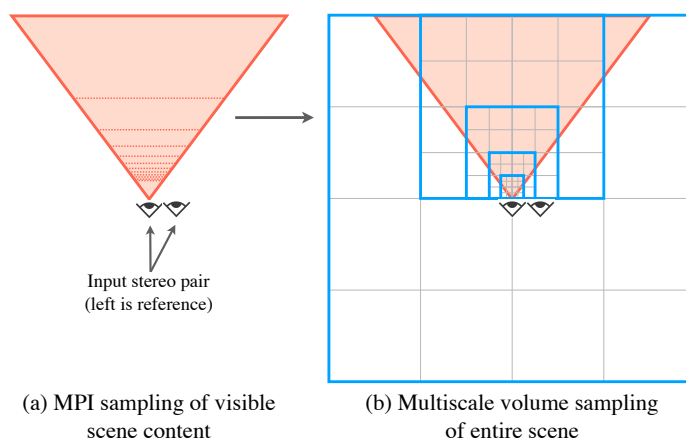 Input stereo pair
(left is reference)
(a) MPI sampling of visible
scene content
(b) Multiscale volume sampling
of entire scene